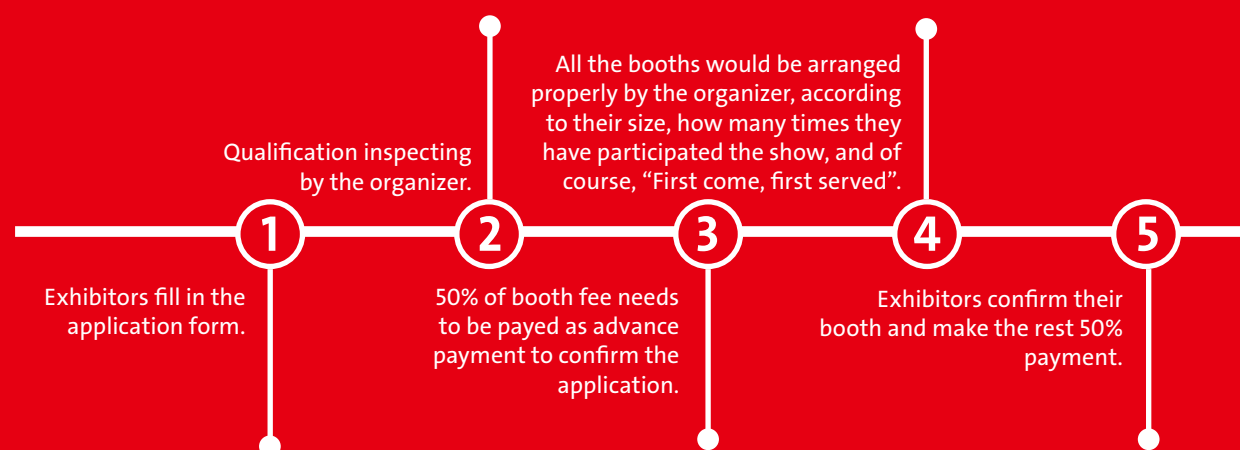 1
Exhibitors fill in the
application form.
2
Qualification inspecting
by the organizer.
3
50% of booth fee needs
to be payed as advance
payment to confirm the
application.
4
All the booths would be arranged
properly by the organizer, according
to their size, how many times they
have participated the show, and of
course, “First come, first served”.
5
Exhibitors confirm their
booth and make the rest 50%
payment.